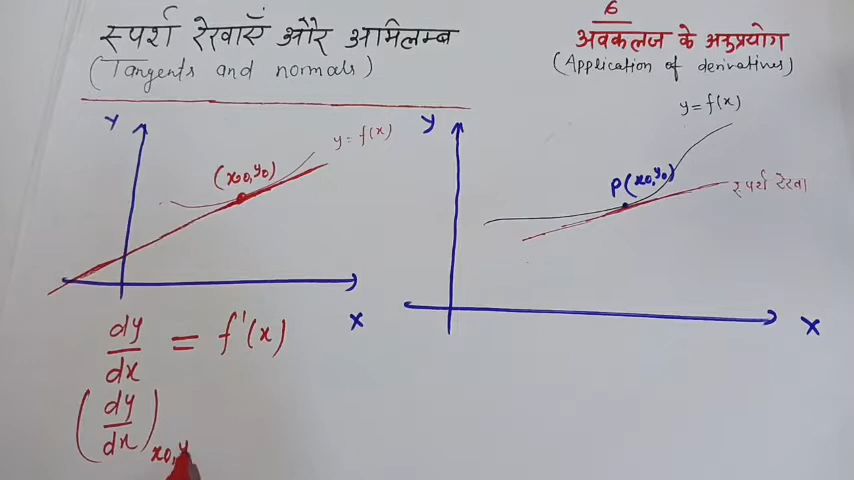 स्पर्श रेखाएँ और अभिलम्ब
(Tangents and normals)
6
अवकलज के अनुप्रयोग
(Application of derivatives)
Y
y=f(x)
(x0,y0)
X
dy/dx = f'(x)
(dy/dx)x0,y
Y
y=f(x)
P(x0,y0)
स्पर्श रेखा
X